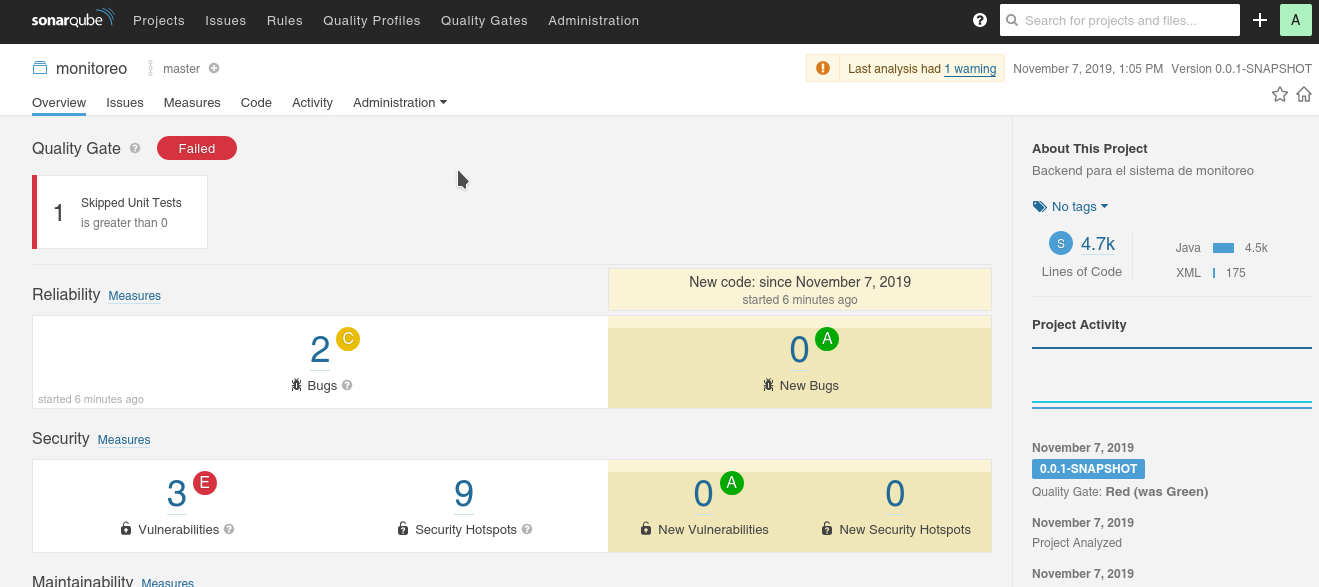 sonarqube Projects Issues Rules Quality Profiles Quality Gates Administration ? Search for projects and files... A
monitoreo master Last analysis had 1 warning November 7, 2019, 1:05 PM Version 0.0.1-SNAPSHOT
Overview Issues Measures Code Activity Administration
Quality Gate ? Failed
1 Skipped Unit Tests
is greater than 0
Reliability Measures
New code: since November 7, 2019
started 6 minutes ago
2 C
Bugs ?
started 6 minutes ago
0 A
New Bugs
Security Measures
3 E
Vulnerabilities ?
9
Security Hotspots ?
0 A
New Vulnerabilities
0
New Security Hotspots
Maintainability Measures
About This Project
Backend para el sistema de monitoreo
No tags
S 4.7k
Lines of Code
Java 4.5k
XML 175
Project Activity
November 7, 2019
0.0.1-SNAPSHOT
Quality Gate: Red (was Green)
November 7, 2019
Project Analyzed
November 7, 2019